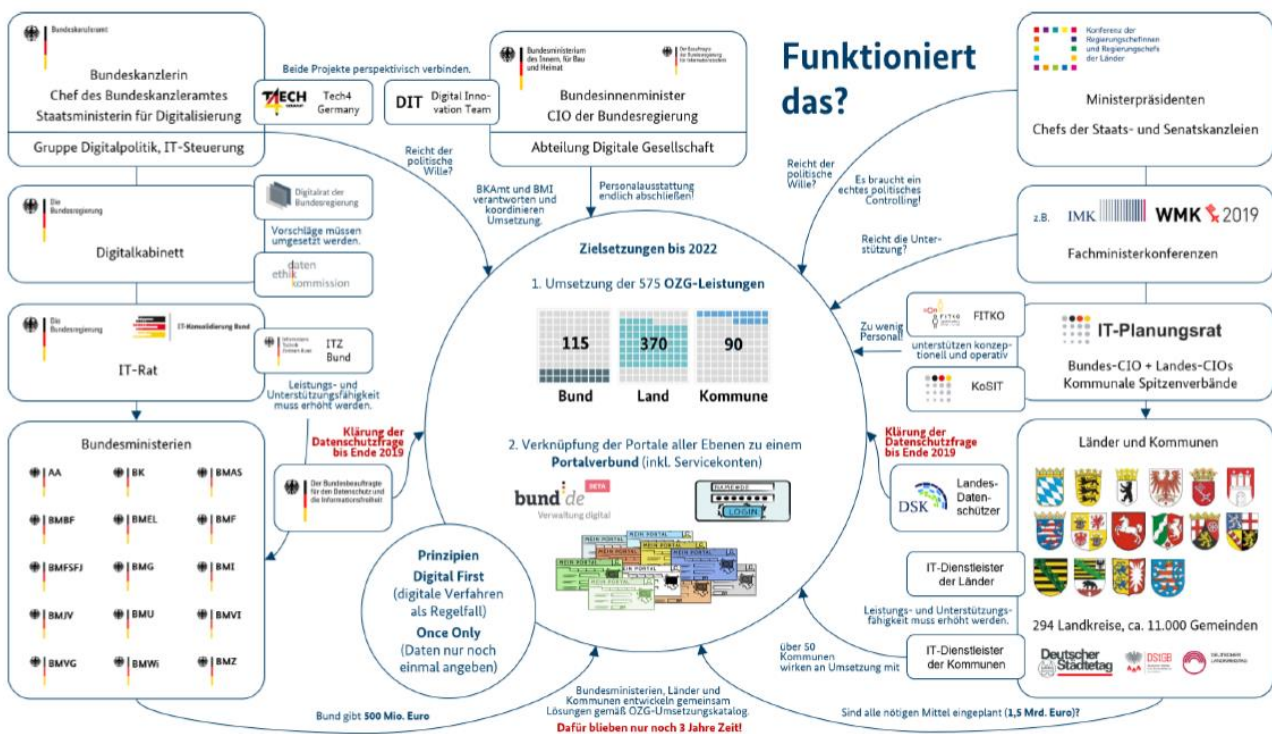 Bundeskanzleramt
Bundeskanzlerin
Chef des Bundeskanzleramtes
Staatsministerin für Digitalisierung
Gruppe Digitalpolitik, IT-Steuerung
Beide Projekte perspektivisch verbinden.
Tech4
Germany
DIT
Digital Inno-
vation Team
Bundesministerium
des Innern, für Bau
und Heimat
Der Beauftragte
der Bundesregierung
für Informationstechnik
Bundesinnenminister
CIO der Bundesregierung
Abteilung Digitale Gesellschaft
Funktioniert
das?
Konferenz der
Regierungschefinnen
und Regierungschefs
der Länder
Ministerpräsidenten
Chefs der Staats- und Senatskanzleien
Reicht der
politische
Wille?
BKAmt und BMI
verantworten und
koordinieren
Umsetzung.
Personalausstattung
endlich abschließen!
Reicht der
politische
Wille?
Es braucht ein
echtes politisches
Controlling!
Die
Bundesregierung
Digitalkabinett
Digitalrat der
Bundesregierung
Vorschläge müssen
umgesetzt werden.
daten
ethik
kommission
z.B.
IMK
WMK 2019
Fachministerkonferenzen
Reicht die Unter-
stützung?
Die
Bundesregierung
IT-Konsolidierung Bund
IT-Rat
ITZ
Bund
Leistungs- und
Unterstützungsfähigkeit
muss erhöht werden.
Zielsetzungen bis 2022
1. Umsetzung der 575 OZG-Leistungen
115
370
90
Bund
Land
Kommune
2. Verknüpfung der Portale aller Ebenen zu einem
Portalverbund (inkl. Servicekonten)
bund.de
BETA
Verwaltung digital
LOGIN
MEIN PORTAL
Zu wenig
Personal!
FITKO
FITKO
unterstützen konzep-
tionell und operativ
KoSIT
IT-Planungsrat
Bundes-CIO + Landes-CIOs
Kommunale Spitzenverbände
Bundesministerien
AA
BK
BMAS
BMBF
BMEL
BMF
BMFSFJ
BMG
BMI
BMJV
BMU
BMVI
BMVG
BMWi
BMZ
Klärung der
Datenschutzfrage
bis Ende 2019
Der Bundesbeauftragte
für den Datenschutz und
die Informationsfreiheit
Klärung der
Datenschutzfrage
bis Ende 2019
DSK
Landes-
Daten-
schützer
Länder und Kommunen
294 Landkreise, ca. 11.000 Gemeinden
Deutscher
Städtetag
DStGB
IT-Dienstleister
der Länder
Leistungs- und Unterstützungs-
fähigkeit muss erhöht werden.
IT-Dienstleister
der Kommunen
über 50
Kommunen
wirken an Umsetzung mit
Prinzipien
Digital First
(digitale Verfahren
als Regelfall)
Once Only
(Daten nur noch
einmal angeben)
Bund gibt 500 Mio. Euro
Bundesministerien, Länder und
Kommunen entwickeln gemeinsam
Lösungen gemäß OZG-Umsetzungskatalog.
Dafür blieben nur noch 3 Jahre Zeit!
Sind alle nötigen Mittel eingeplant (1,5 Mrd. Euro)?